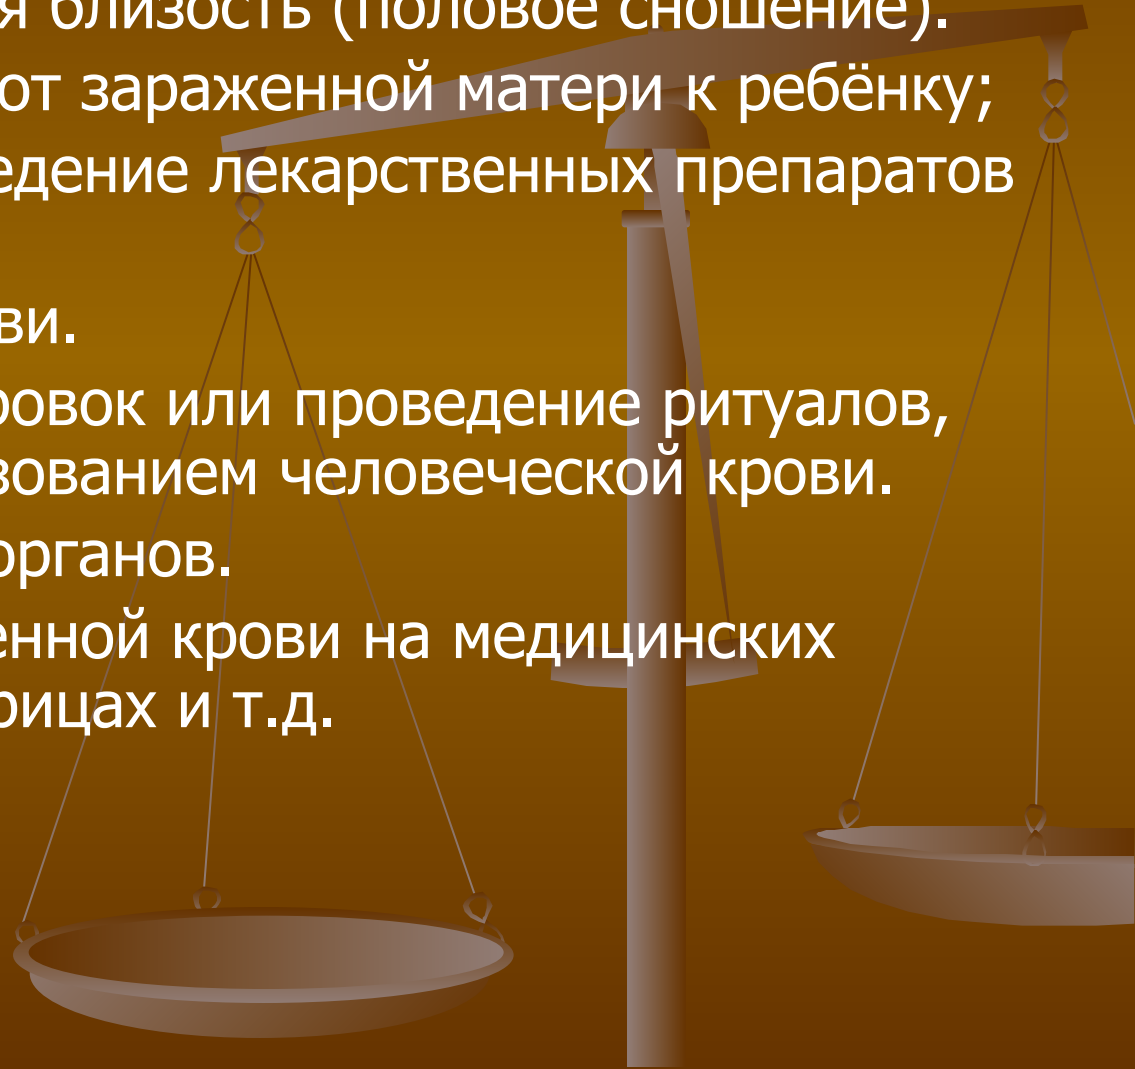 я близость (половое сношение).
от зараженной матери к ребёнку;
едение лекарственных препаратов
ви.
ровок или проведение ритуалов,
зованием человеческой крови.
органов.
енной крови на медицинских
рицах и т.д.